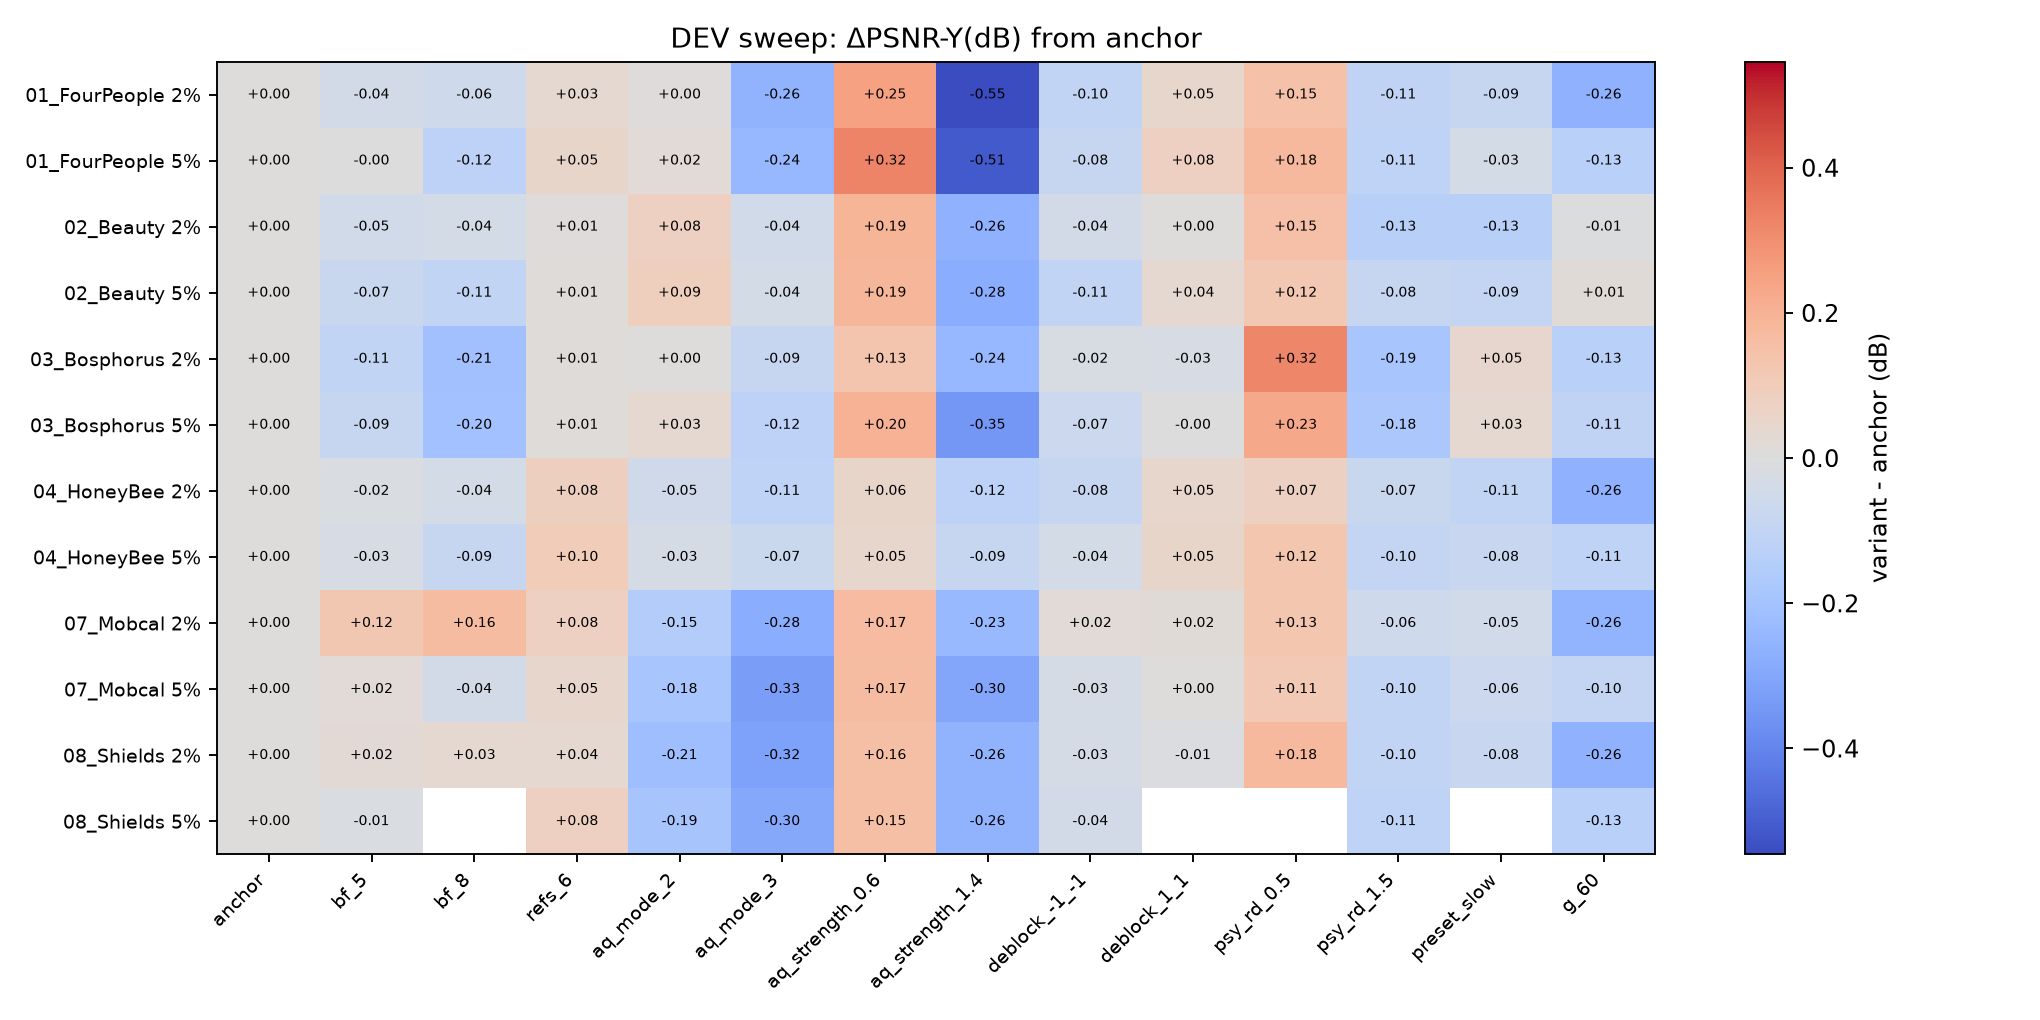 DEV sweep: ΔPSNR-Y(dB) from anchor
01_FourPeople 2% +0.00 -0.04 -0.06 +0.03 +0.00 -0.26 +0.25 -0.55 -0.10 +0.05 +0.15 -0.11 -0.09 -0.26
01_FourPeople 5% +0.00 -0.00 -0.12 +0.05 +0.02 -0.24 +0.32 -0.51 -0.08 +0.08 +0.18 -0.11 -0.03 -0.13
02_Beauty 2% +0.00 -0.05 -0.04 +0.01 +0.08 -0.04 +0.19 -0.26 -0.04 +0.00 +0.15 -0.13 -0.13 -0.01
02_Beauty 5% +0.00 -0.07 -0.11 +0.01 +0.09 -0.04 +0.19 -0.28 -0.11 +0.04 +0.12 -0.08 -0.09 +0.01
03_Bosphorus 2% +0.00 -0.11 -0.21 +0.01 +0.00 -0.09 +0.13 -0.24 -0.02 -0.03 +0.32 -0.19 +0.05 -0.13
03_Bosphorus 5% +0.00 -0.09 -0.20 +0.01 +0.03 -0.12 +0.20 -0.35 -0.07 -0.00 +0.23 -0.18 +0.03 -0.11
04_HoneyBee 2% +0.00 -0.02 -0.04 +0.08 -0.05 -0.11 +0.06 -0.12 -0.08 +0.05 +0.07 -0.07 -0.11 -0.26
04_HoneyBee 5% +0.00 -0.03 -0.09 +0.10 -0.03 -0.07 +0.05 -0.09 -0.04 +0.05 +0.12 -0.10 -0.08 -0.11
07_Mobcal 2% +0.00 +0.12 +0.16 +0.08 -0.15 -0.28 +0.17 -0.23 +0.02 +0.02 +0.13 -0.06 -0.05 -0.26
07_Mobcal 5% +0.00 +0.02 -0.04 +0.05 -0.18 -0.33 +0.17 -0.30 -0.03 +0.00 +0.11 -0.10 -0.06 -0.10
08_Shields 2% +0.00 +0.02 +0.03 +0.04 -0.21 -0.32 +0.16 -0.26 -0.03 -0.01 +0.18 -0.10 -0.08 -0.26
08_Shields 5% +0.00 -0.01 +0.08 -0.19 -0.30 +0.15 -0.26 -0.04 -0.11 -0.13
anchor bf_5 bf_8 refs_6 aq_mode_2 aq_mode_3 aq_strength_0.6 aq_strength_1.4 deblock_-1_-1 deblock_1_1 psy_rd_0.5 psy_rd_1.5 preset_slow g_60
0.4
0.2
0.0
−0.2
−0.4
variant - anchor (dB)